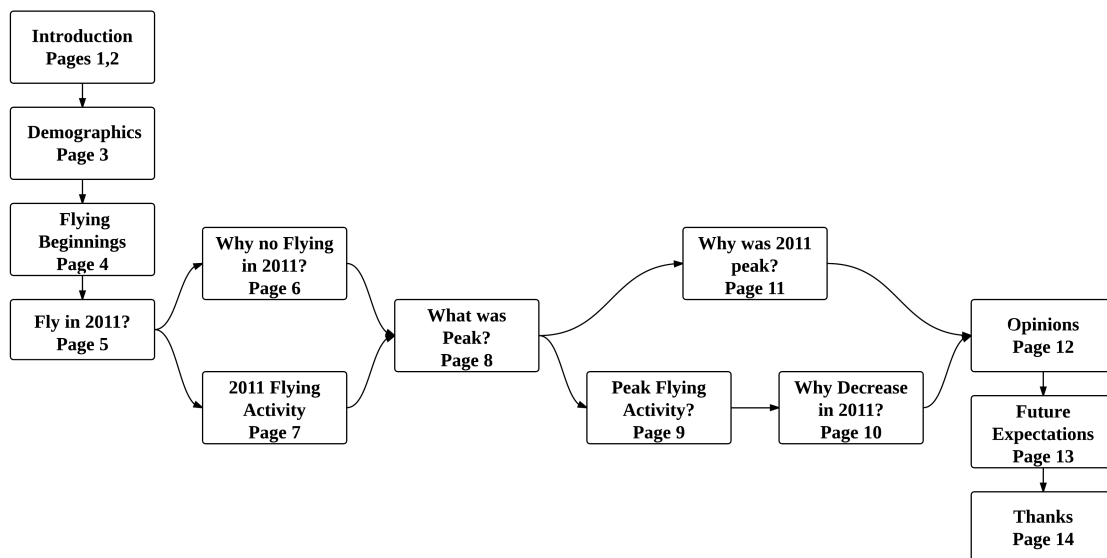 Introduction
Pages 1,2
Demographics
Page 3
Flying
Beginnings
Page 4
Fly in 2011?
Page 5
Why no Flying
in 2011?
Page 6
2011 Flying
Activity
Page 7
What was
Peak?
Page 8
Why was 2011
peak?
Page 11
Peak Flying
Activity?
Page 9
Why Decrease
in 2011?
Page 10
Opinions
Page 12
Future
Expectations
Page 13
Thanks
Page 14